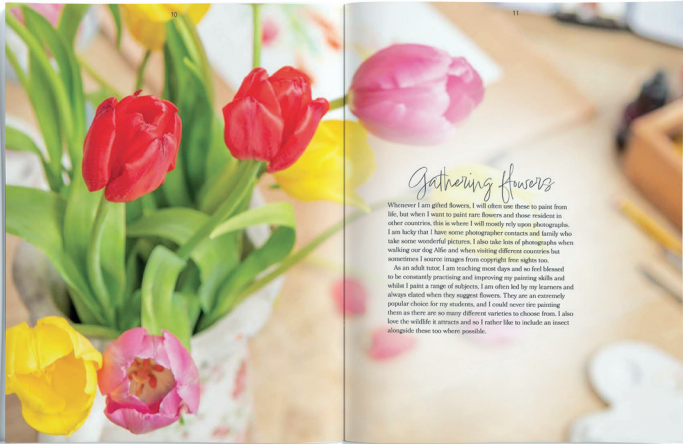 10
11
Gathering flowers
Whenever I am gifted flowers, I will often use these to paint from
life, but when I want to paint rare flowers and those resident in
other countries, this is where I will mostly rely upon photographs.
I am lucky that I have some photographer contacts and family who
take some wonderful pictures. I also take lots of photographs when
walking our dog Alfie and when visiting different countries but
sometimes I source images from copyright free sights too.
As an adult tutor, I am teaching most days and so feel blessed
to be constantly practising and improving my painting skills and
whilst I paint a range of subjects, I am often led by my learners and
always elated when they suggest flowers. They are an extremely
popular choice for my students, and I could sever tire painting
them as there are so many different varieties to choose from. I also
love the wildlife it attracts and so I rather like to include an insect
alongside these too where possible.